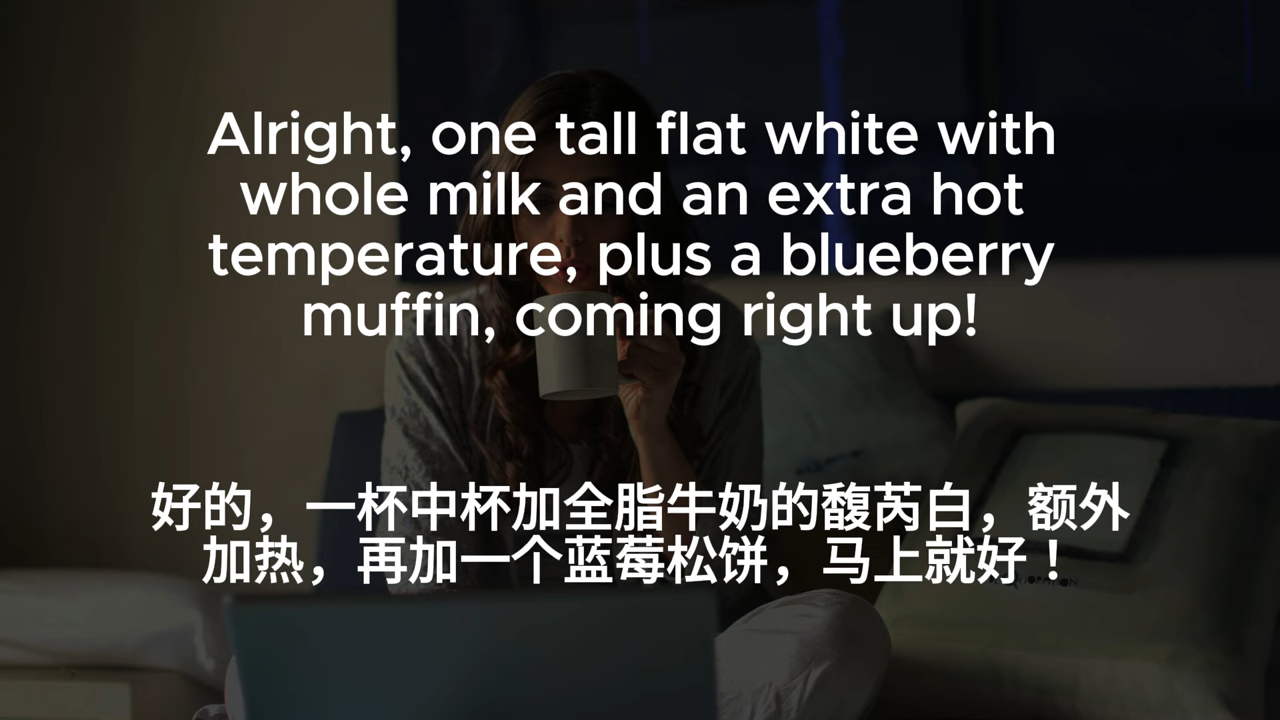 Alright, one tall flat white with
whole milk and an extra hot
temperature, plus a blueberry
muffin, coming right up!
好的，一杯中杯加全脂牛奶的馥芮白，额外
加热，再加一个蓝莓松饼，马上就好！